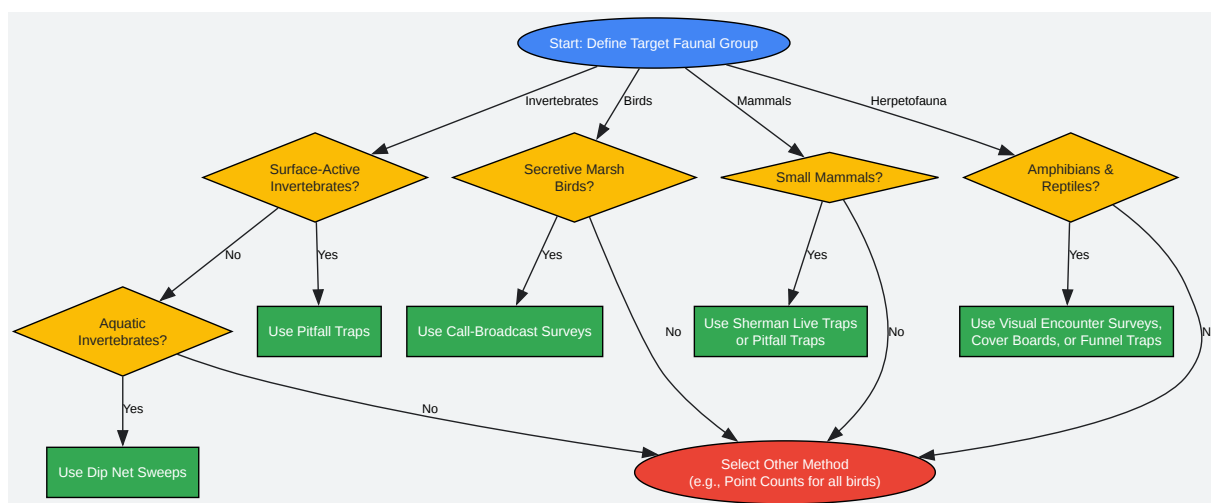 Start: Define Target Faunal Group
Invertebrates
Birds
Mammals
Herpetofauna
Surface-Active
Invertebrates?
Secretive Marsh
Birds?
Small Mammals?
Amphibians &
Reptiles?
No
Yes
Yes
Yes
Yes
Aquatic
Invertebrates?
Use Pitfall Traps
Use Call-Broadcast Surveys
No
Use Sherman Live Traps
or Pitfall Traps
No
Use Visual Encounter Surveys,
Cover Boards, or Funnel Traps
Yes
No
Use Dip Net Sweeps
Select Other Method
(e.g., Point Counts for all birds)